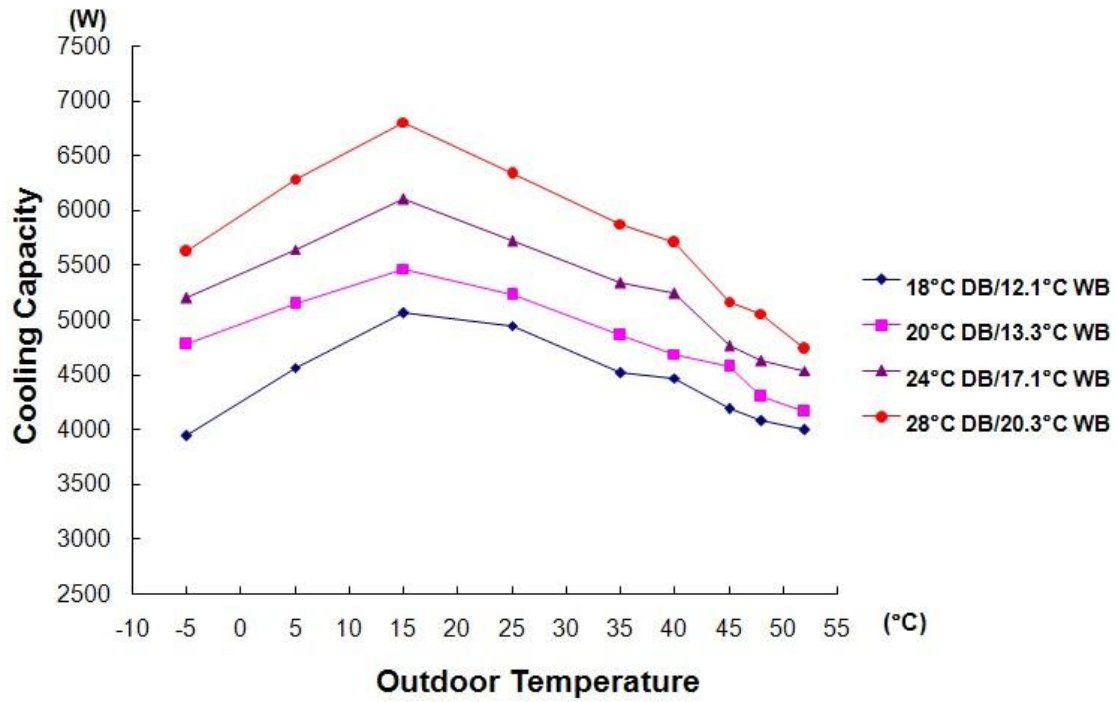 (W)
7500
7000
6500
6000
5500
5000
4500
4000
3500
3000
2500
Cooling Capacity
-10 -5 0 5 10 15 20 25 30 35 40 45 50 55
(°C)
Outdoor Temperature
18°C DB/12.1°C WB
20°C DB/13.3°C WB
24°C DB/17.1°C WB
28°C DB/20.3°C WB